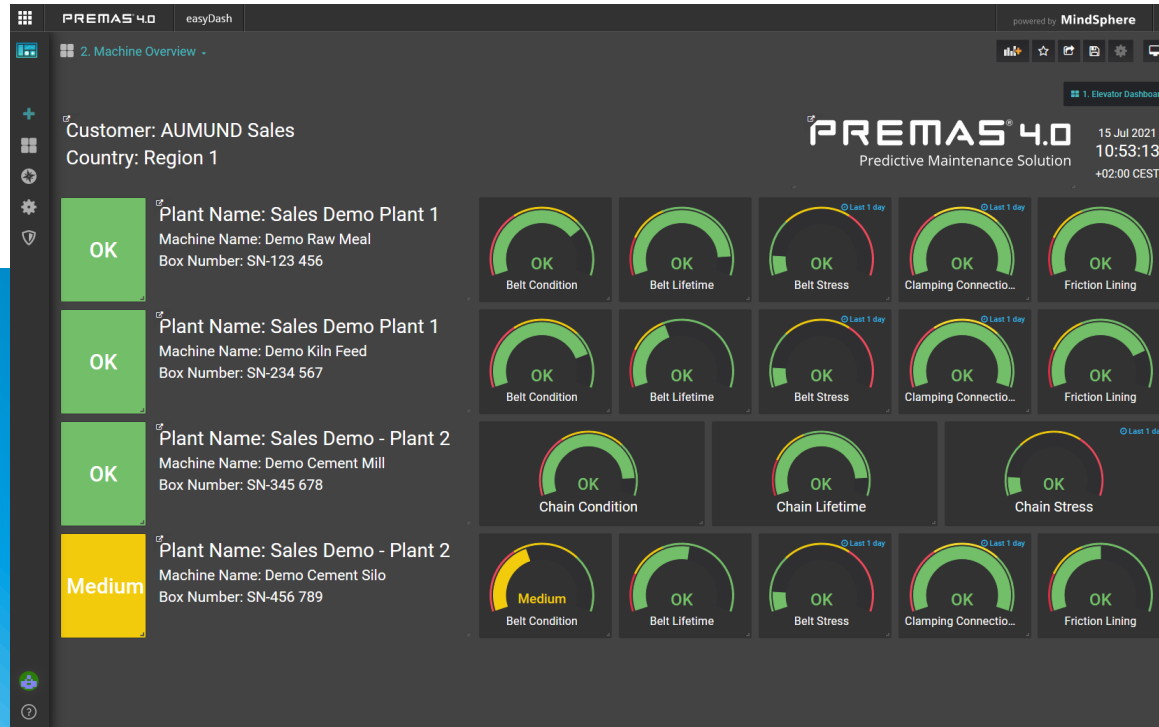 PREMAS 4.0 easyDash powered by MindSphere
2. Machine Overview
1. Elevator Dashboar
Customer: AUMUND Sales
Country: Region 1
PREMAS® 4.0
Predictive Maintenance Solution
15 Jul 2021
10:53:13
+02:00 CEST
OK
Plant Name: Sales Demo Plant 1
Machine Name: Demo Raw Meal
Box Number: SN-123 456
OK
Belt Condition
OK
Belt Lifetime
Last 1 day
OK
Belt Stress
Last 1 day
OK
Clamping Connectio...
OK
Friction Lining
OK
Plant Name: Sales Demo Plant 1
Machine Name: Demo Kiln Feed
Box Number: SN-234 567
OK
Belt Condition
OK
Belt Lifetime
Last 1 day
OK
Belt Stress
Last 1 day
OK
Clamping Connectio...
OK
Friction Lining
OK
Plant Name: Sales Demo - Plant 2
Machine Name: Demo Cement Mill
Box Number: SN-345 678
OK
Chain Condition
OK
Chain Lifetime
Last 1 da
OK
Chain Stress
Medium
Plant Name: Sales Demo - Plant 2
Machine Name: Demo Cement Silo
Box Number: SN-456 789
Medium
Belt Condition
OK
Belt Lifetime
Last 1 day
OK
Belt Stress
Last 1 day
OK
Clamping Connectio...
OK
Friction Lining